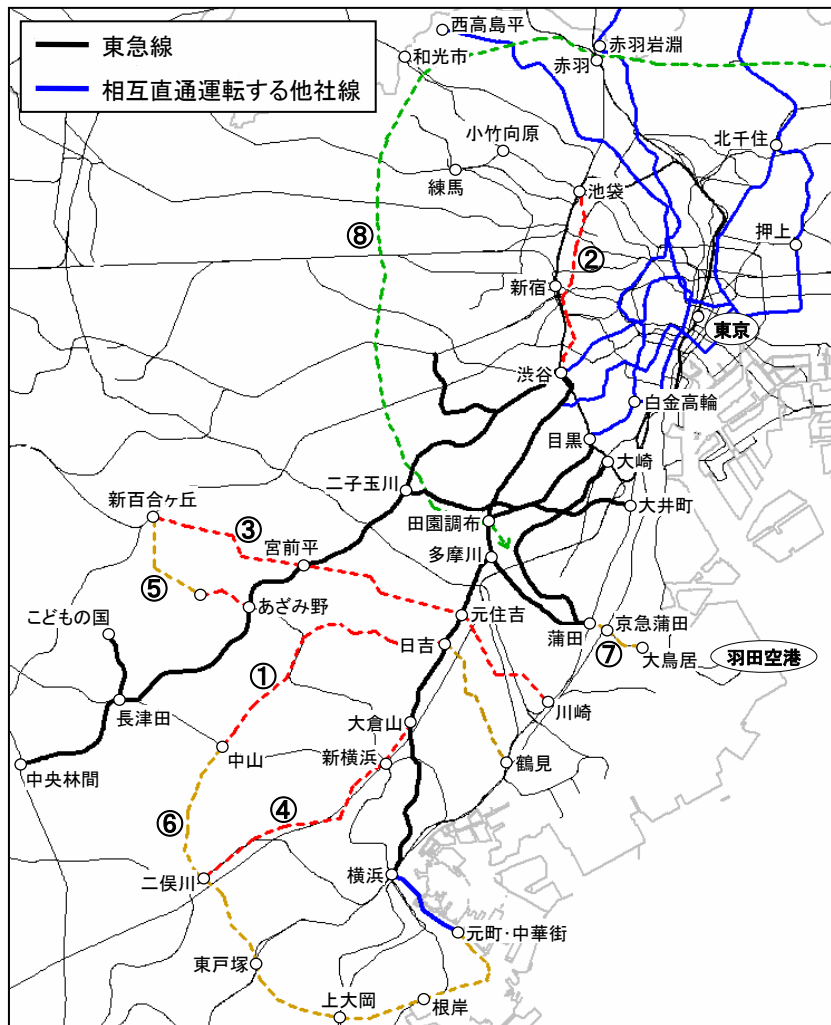 東急線
相互直通運転する他社線
西高島平
赤羽岩淵
和光市
赤羽
小竹向原
北千住
練馬
池袋
押上
⑧
②
新宿
東京
渋谷
白金高輪
目黒
大崎
二子玉川
大井町
新百合ヶ丘
田園調布
③
宮前平
多摩川
⑤
あざみ野
元住吉
こどもの国
蒲田
京急蒲田
日吉
⑦
大鳥居
羽田空港
①
長津田
川崎
大倉山
中山
新横浜
鶴見
中央林間
⑥
④
二俣川
横浜
元町・中華街
東戸塚
上大岡
根岸